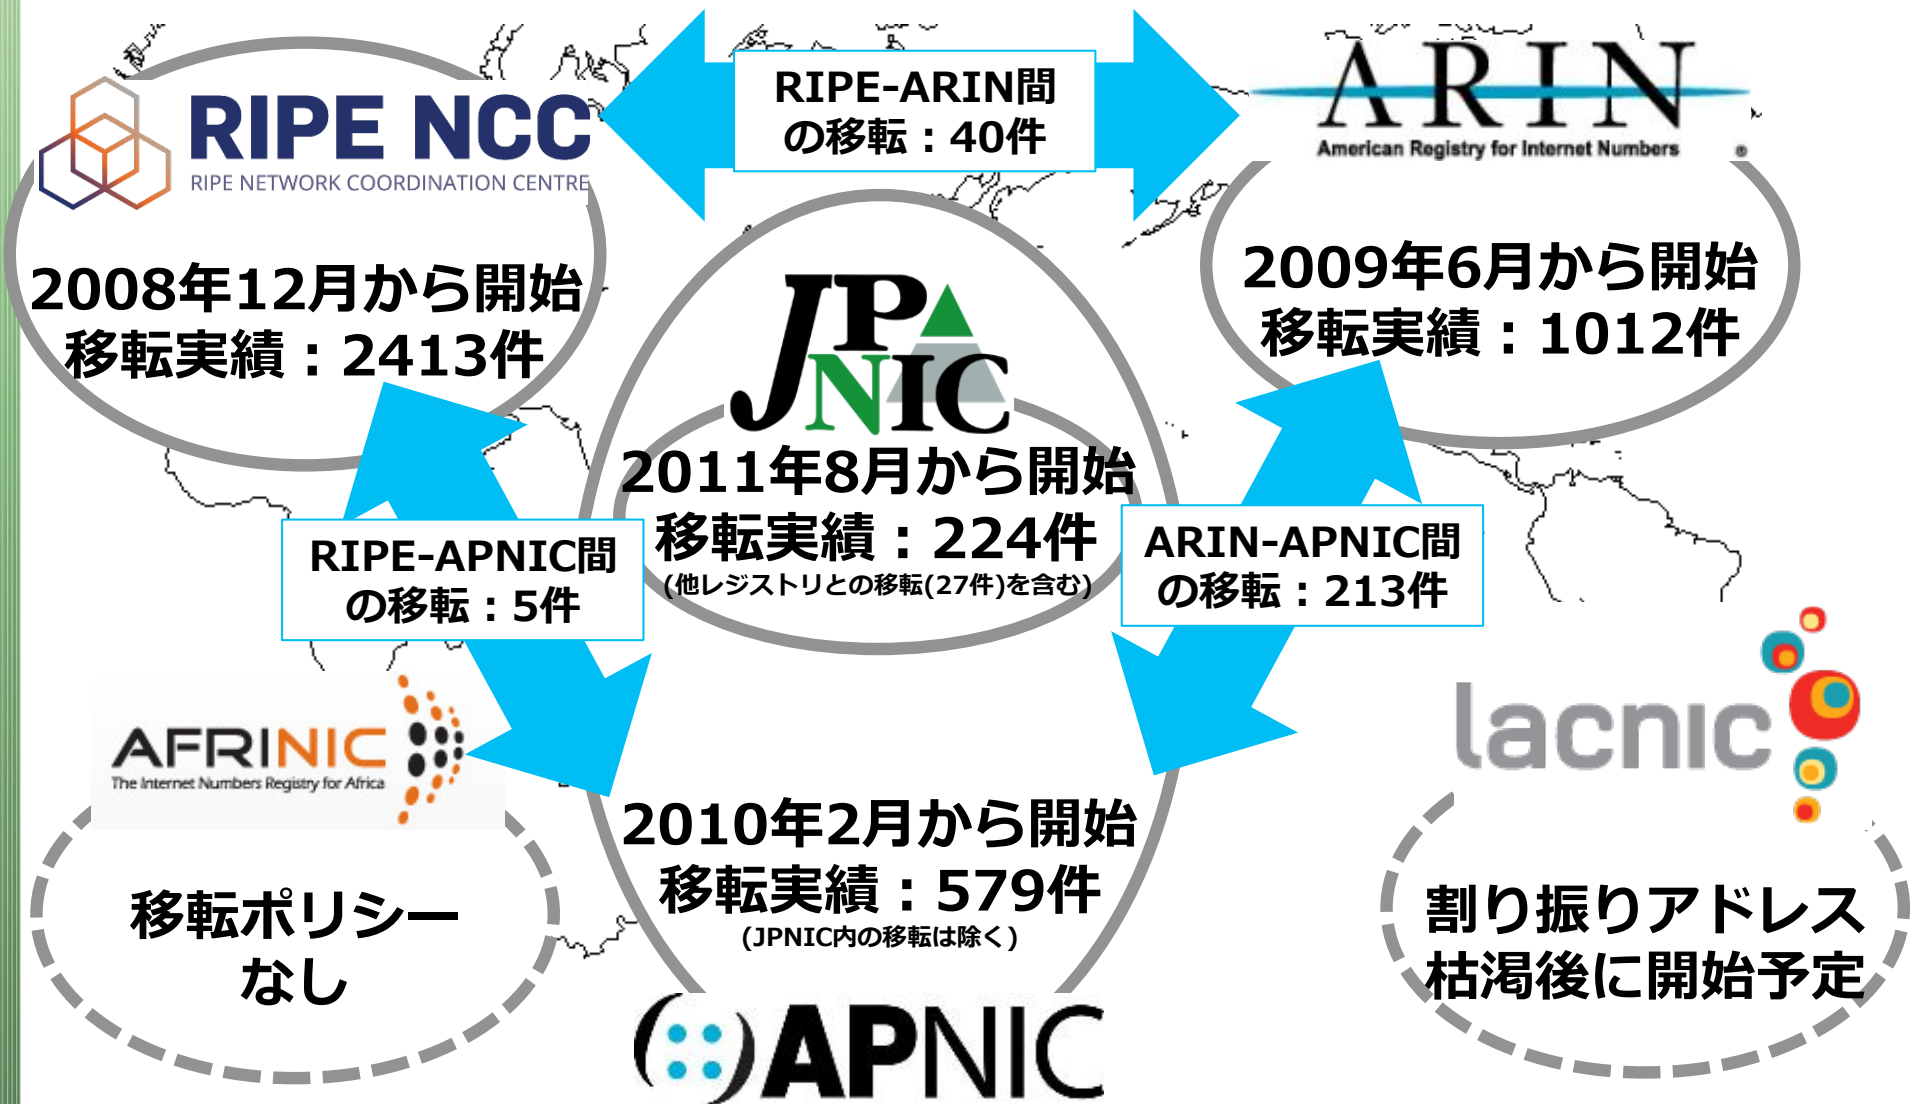 RIPE NCC
RIPE NETWORK COORDINATION CENTRE
2008年12月から開始
移転実績：2413件
RIPE-ARIN間
の移転：40件
ARIN
American Registry for Internet Numbers
®
2009年6月から開始
移転実績：1012件
JPNIC
2011年8月から開始
移転実績：224件
(他レジストリとの移転(27件)を含む)
RIPE-APNIC間
の移転：5件
ARIN-APNIC間
の移転：213件
AFRINIC
The Internet Numbers Registry for Africa
移転ポリシー
なし
2010年2月から開始
移転実績：579件
(JPNIC内の移転は除く)
APNIC
lacnic
割り振りアドレス
枯渇後に開始予定